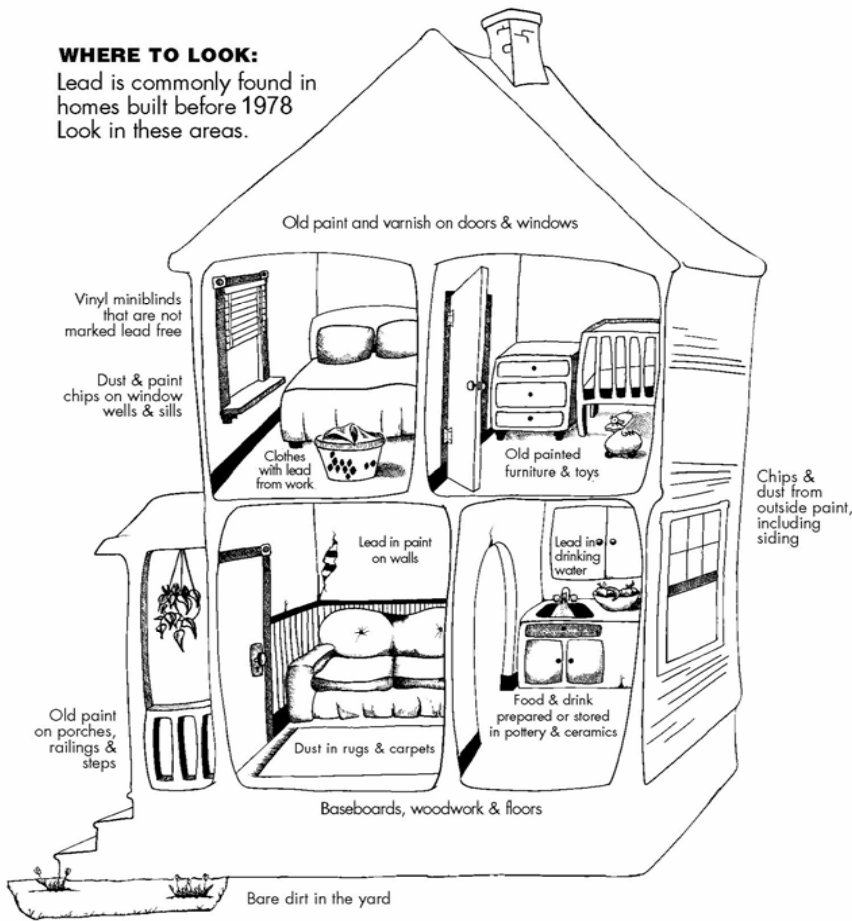 WHERE TO LOOK:
Lead is commonly found in
homes built before 1978
Look in these areas.
Old paint and varnish on doors & windows
Vinyl miniblinds
that are not
marked lead free
Dust & paint
chips on window
wells & sills
Clothes
with lead
from work
Old painted
furniture & toys
Chips &
dust from
outside paint,
including
siding
Lead in paint
on walls
Lead in
drinking
water
Old paint
on porches,
railings &
steps
Dust in rugs & carpets
Food & drink
prepared or stored
in pottery & ceramics
Baseboards, woodwork & floors
Bare dirt in the yard